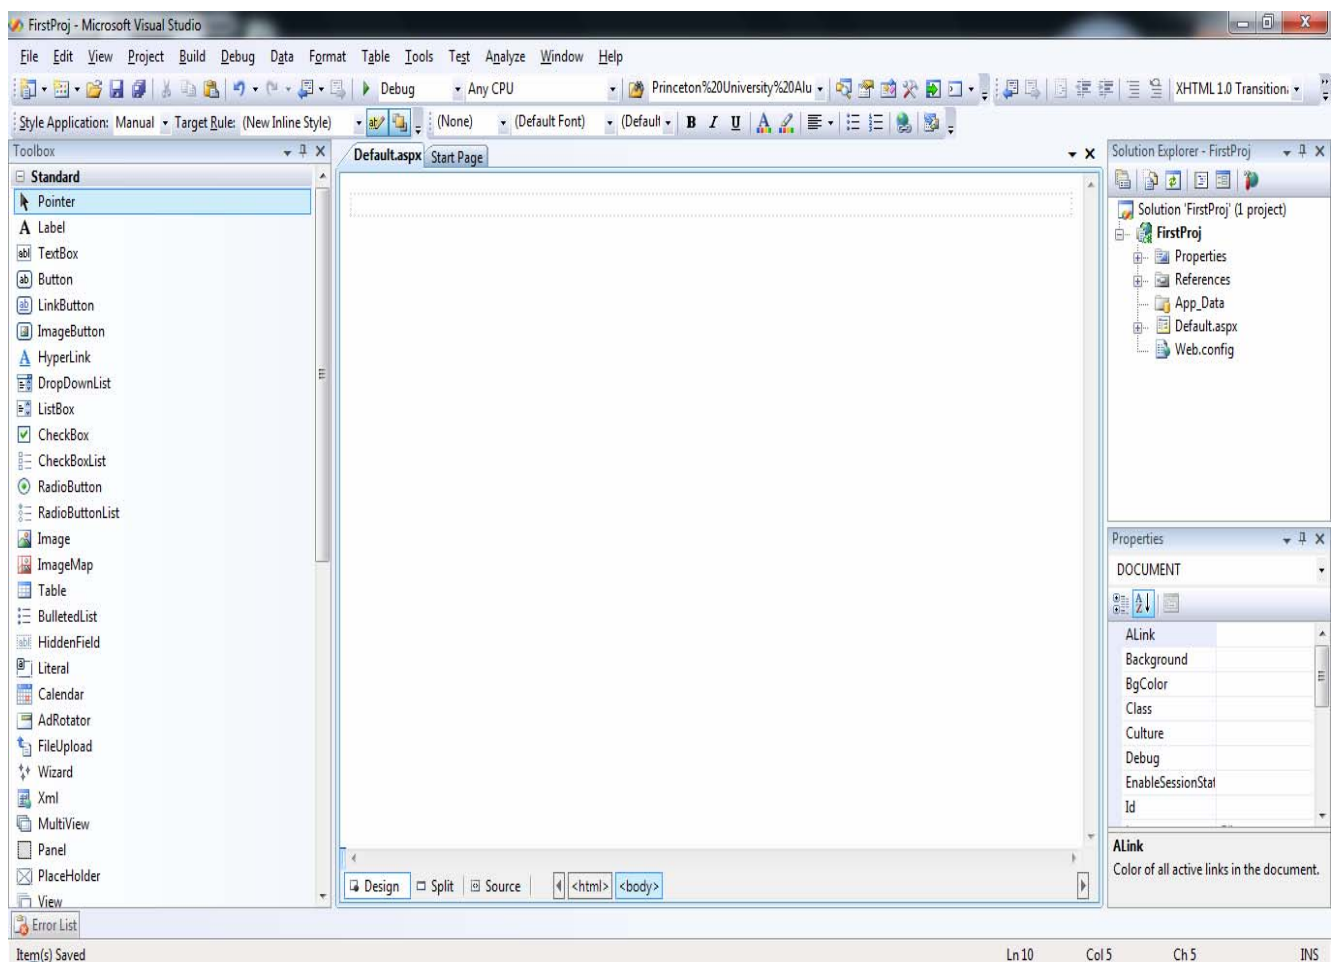 FirstProj - Microsoft Visual Studio
File Edit View Project Build Debug Data Format Table Tools Test Analyze Window Help
Debug Any CPU Princeton%20University%20Alu XHTML 1.0 Transition
Style Application: Manual Target Rule: (New Inline Style) (None) (Default Font) (Default B I U
Toolbox
Standard
Pointer
Label
TextBox
Button
LinkButton
ImageButton
HyperLink
DropDownList
ListBox
CheckBox
CheckBoxList
RadioButton
RadioButtonList
Image
ImageMap
Table
BulletedList
HiddenField
Literal
Calendar
AdRotator
FileUpload
Wizard
Xml
MultiView
Panel
PlaceHolder
View
Default.aspx Start Page
Design Split Source <html> <body>
Solution Explorer - FirstProj
Solution 'FirstProj' (1 project)
FirstProj
Properties
References
App_Data
Default.aspx
Web.config
Properties
DOCUMENT
ALink
Background
BgColor
Class
Culture
Debug
EnableSessionStat
Id
ALink
Color of all active links in the document.
Error List
Item(s) Saved Ln 10 Col 5 Ch 5 INS